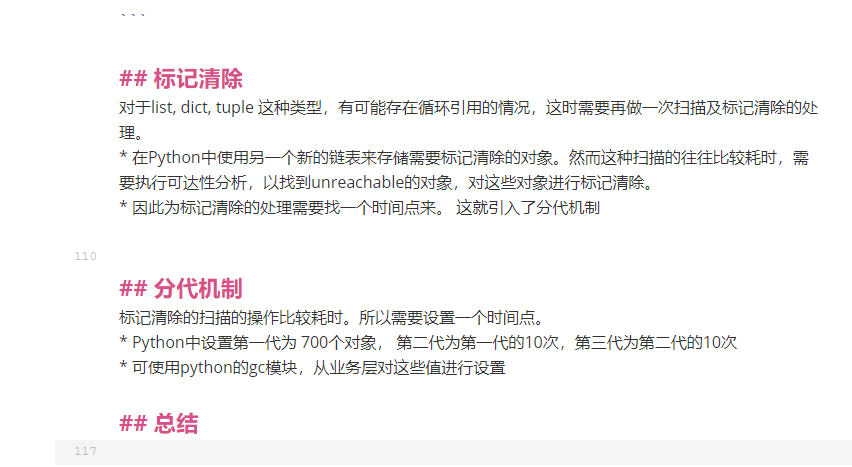 ```
## 标记清除
对于list, dict, tuple 这种类型，有可能存在循环引用的情况，这时需要再做一次扫描及标记清除的处
理。
* 在Python中使用另一个新的链表来存储需要标记清除的对象。然而这种扫描的往往比较耗时，需
要执行可达性分析，以找到unreachable的对象，对这些对象进行标记清除。
* 因此为标记清除的处理需要找一个时间点来。 这就引入了分代机制
110
## 分代机制
标记清除的扫描的操作比较耗时。所以需要设置一个时间点。
* Python中设置第一代为 700个对象， 第二代为第一代的10次，第三代为第二代的10次
* 可使用python的gc模块，从业务层对这些值进行设置
## 总结
117